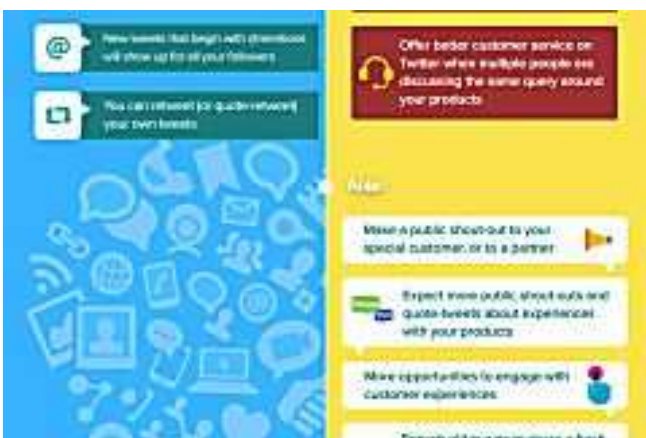 @
New tweets that begin with @mentions
will show up for all your followers
You can retweet (or quote-retweet)
your own tweets
Offer better customer service on
Twitter when multiple people are
discussing the same query around
your products
Make a public shout-out to your
special customer, or to a partner
Expect more public shout outs and
quote-tweets about experiences
with your products
More opportunities to engage with
customer experiences